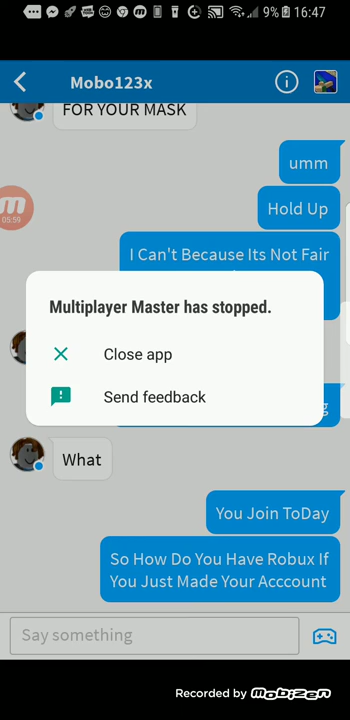 9% 16:47
Mobo123x
FOR YOUR MASK
umm
05:59
Hold Up
I Can't Because Its Not Fair
Multiplayer Master has stopped.
Close app
Send feedback
g
What
You Join ToDay
So How Do You Have Robux If
You Just Made Your Acccount
Say something
Recorded by Mobizen